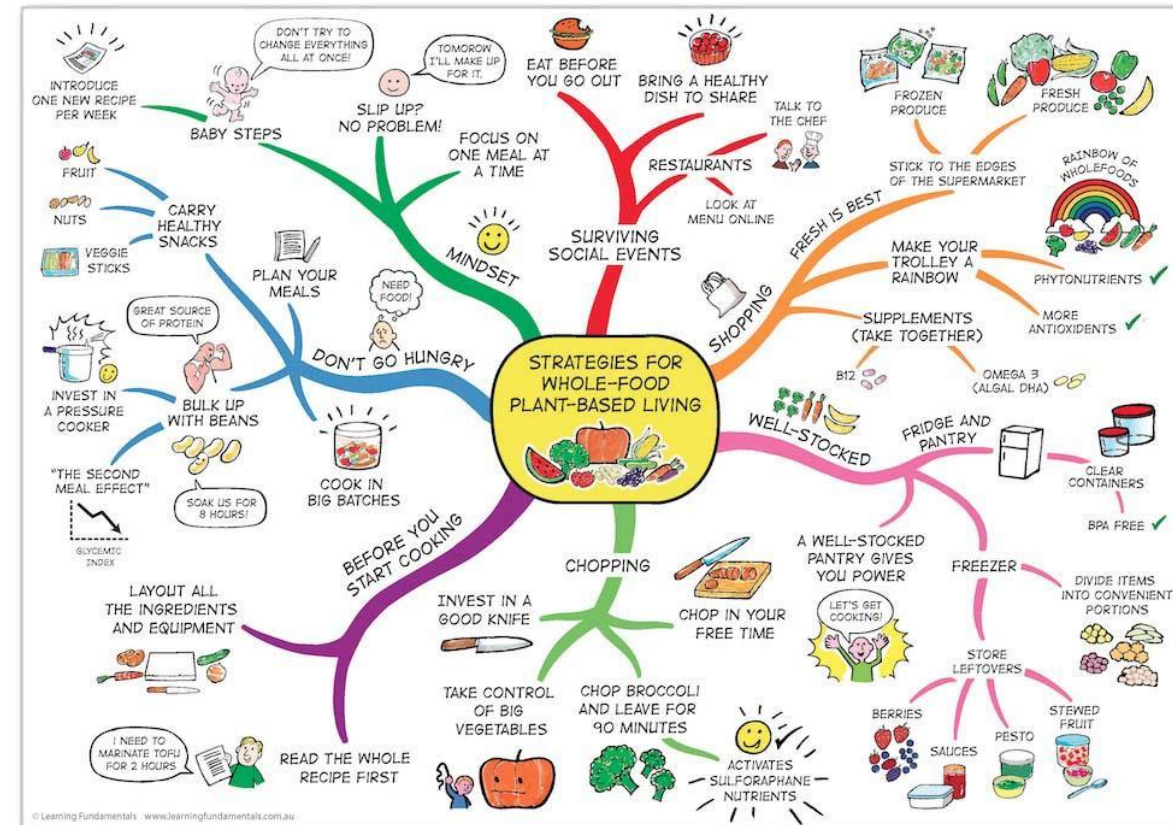 STRATEGIES FOR
WHOLE-FOOD
PLANT-BASED LIVING
MINDSET
BABY STEPS
DON'T TRY TO
CHANGE EVERYTHING
ALL AT ONCE!
INTRODUCE
ONE NEW RECIPE
PER WEEK
SLIP UP?
NO PROBLEM!
TOMOROW
I'LL MAKE UP
FOR IT.
FOCUS ON
ONE MEAL AT
A TIME
SURVIVING
SOCIAL EVENTS
EAT BEFORE
YOU GO OUT
BRING A HEALTHY
DISH TO SHARE
RESTAURANTS
TALK TO
THE CHEF
LOOK AT
MENU ONLINE
SHOPPING
FRESH IS BEST
STICK TO THE EDGES
OF THE SUPERMARKET
FROZEN
PRODUCE
FRESH
PRODUCE
MAKE YOUR
TROLLEY A
RAINBOW
RAINBOW OF
WHOLEFOODS
PHYTONUTRIENTS
MORE
ANTIOXIDENTS
SUPPLEMENTS
(TAKE TOGETHER)
B12
OMEGA 3
(ALGAL DHA)
WELL-STOCKED
FRIDGE AND
PANTRY
CLEAR
CONTAINERS
BPA FREE
A WELL-STOCKED
PANTRY GIVES
YOU POWER
LET'S GET
COOKING!
FREEZER
DIVIDE ITEMS
INTO CONVENIENT
PORTIONS
STORE
LEFTOVERS
BERRIES
SAUCES
PESTO
STEWED
FRUIT
CHOPPING
INVEST IN A
GOOD KNIFE
CHOP IN YOUR
FREE TIME
TAKE CONTROL
OF BIG
VEGETABLES
CHOP BROCCOLI
AND LEAVE FOR
90 MINUTES
ACTIVATES
SULFORAPHANE
NUTRIENTS
BEFORE YOU
START COOKING
LAYOUT ALL
THE INGREDIENTS
AND EQUIPMENT
READ THE WHOLE
RECIPE FIRST
I NEED TO
MARINATE TOFU
FOR 2 HOURS
DON'T GO HUNGRY
NEED
FOOD!
PLAN YOUR
MEALS
CARRY
HEALTHY
SNACKS
FRUIT
NUTS
VEGGIE
STICKS
BULK UP
WITH BEANS
GREAT SOURCE
OF PROTEIN
SOAK US FOR
8 HOURS!
INVEST IN
A PRESSURE
COOKER
"THE SECOND
MEAL EFFECT"
GLYCEMIC
INDEX
COOK IN
BIG BATCHES
© Learning Fundamentals www.learningfundamentals.com.au